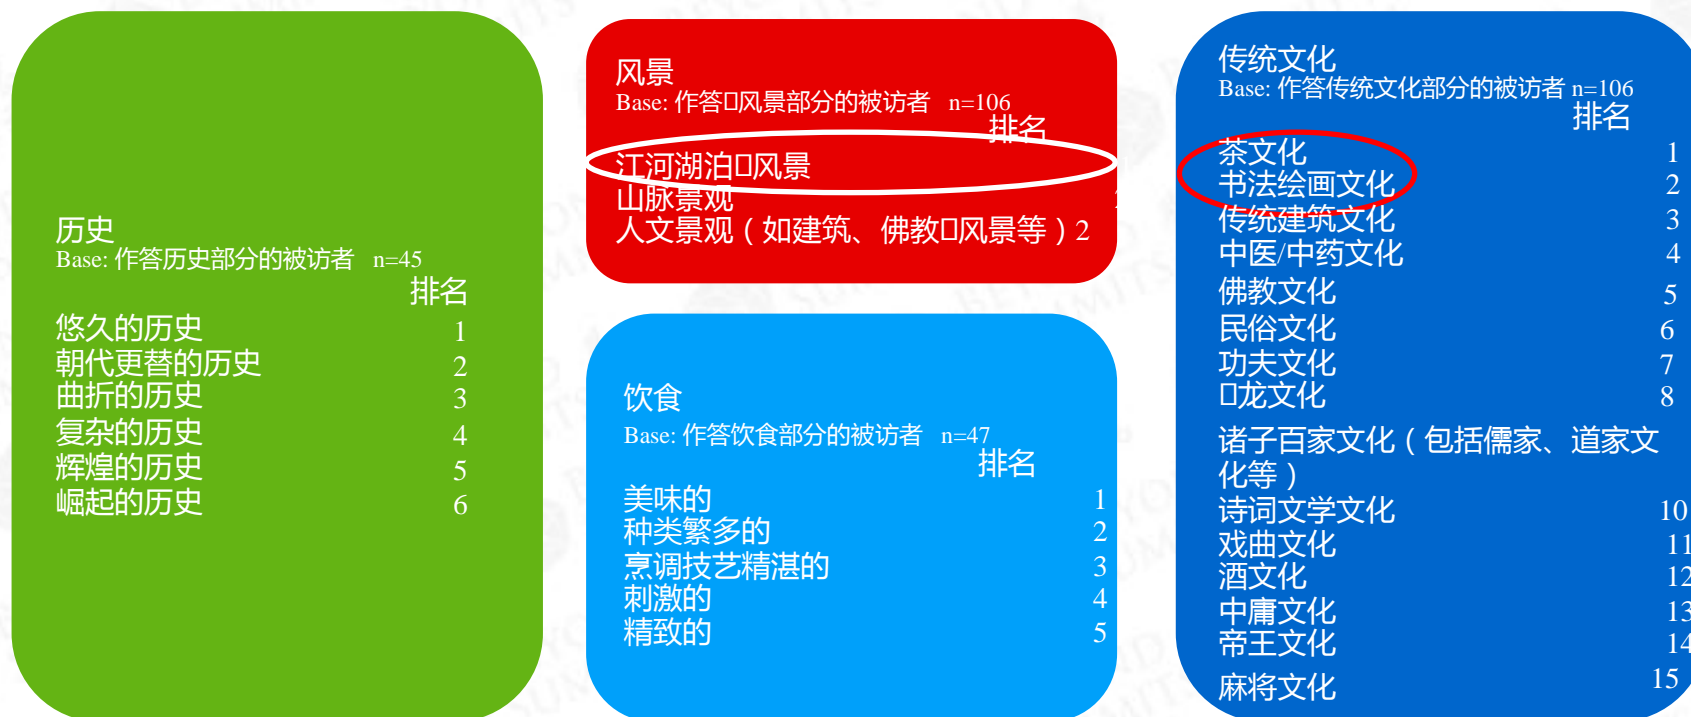 历史
Base: 作答历史部分的被访者 n=45
排名
悠久的历史 1
朝代更替的历史 2
曲折的历史 3
复杂的历史 4
辉煌的历史 5
崛起的历史 6
风景
Base: 作答□风景部分的被访者 n=106
排名
江河湖泊□风景
山脉景观
人文景观（如建筑、佛教□风景等）2
饮食
Base: 作答饮食部分的被访者 n=47
排名
美味的 1
种类繁多的 2
烹调技艺精湛的 3
刺激的 4
精致的 5
传统文化
Base: 作答传统文化部分的被访者 n=106
排名
茶文化 1
书法绘画文化 2
传统建筑文化 3
中医/中药文化 4
佛教文化 5
民俗文化 6
功夫文化 7
□龙文化 8
诸子百家文化（包括儒家、道家文
化等）
诗词文学文化 10
戏曲文化 11
酒文化 12
中庸文化 13
帝王文化 14
麻将文化 15